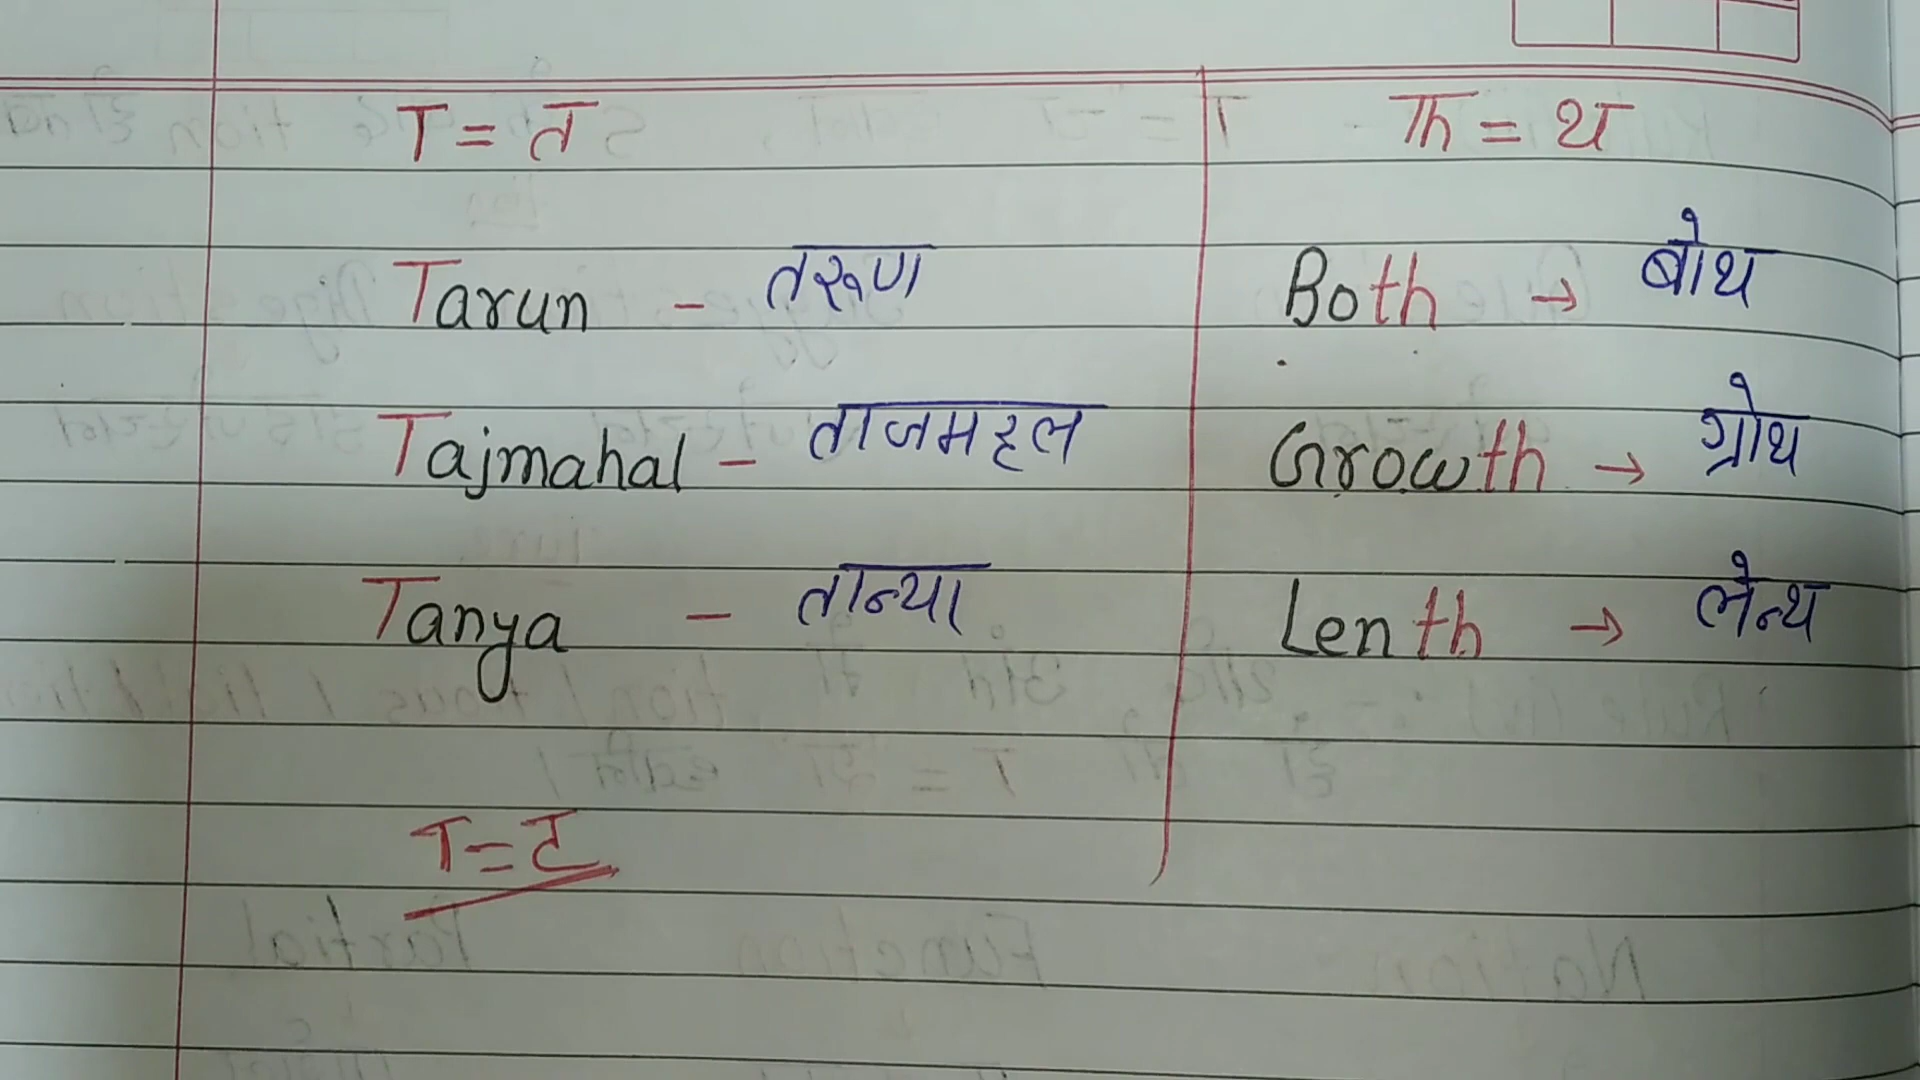 T = त
Tarun - तरूण
Tajmahal - ताजमहल
Tanya - तान्या
T = ट
Th = थ
Both → बोथ
Growth → ग्रोथ
Lenth → लेन्थ